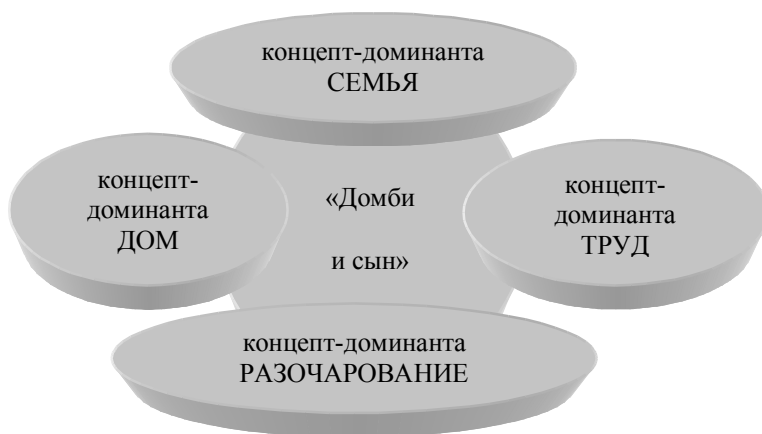 концепт-доминанта
СЕМЬЯ
концепт-
доминанта
ДОМ
«Домби
и сын»
концепт-
доминанта
ТРУД
концепт-доминанта
РАЗОЧАРОВАНИЕ